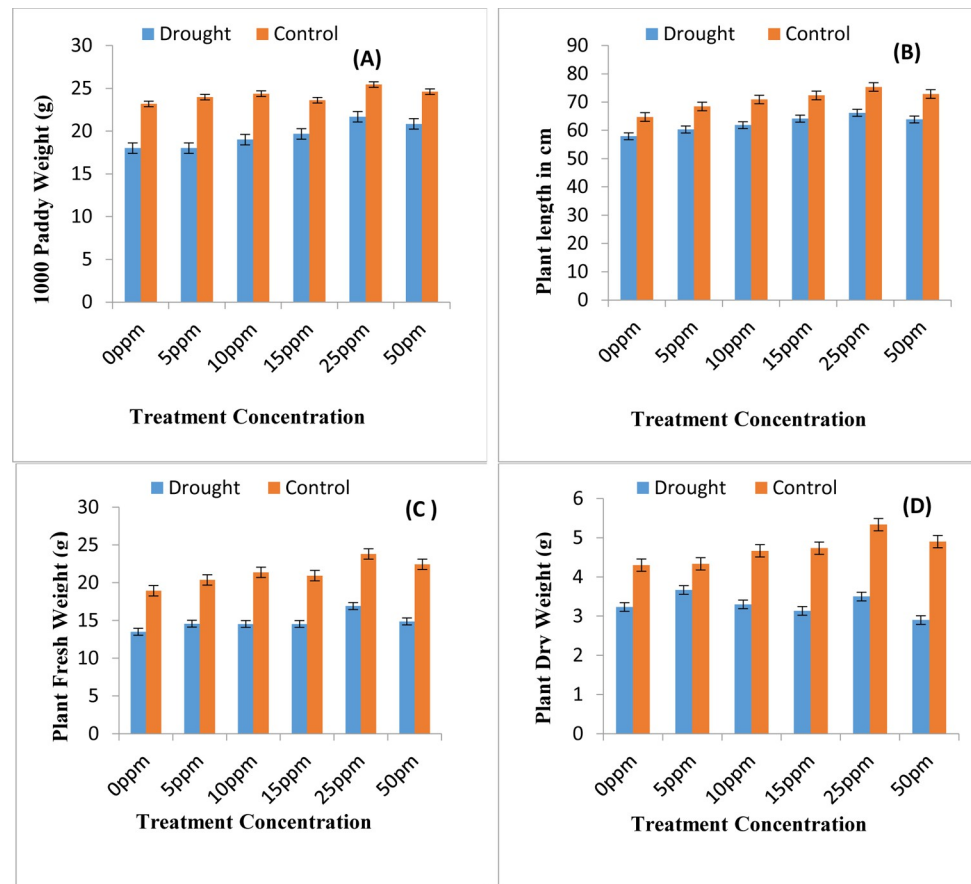 Drought Control
(A)
1000 Paddy Weight (g)
30
25
20
15
10
5
0
0ppm 5ppm 10ppm 15ppm 25ppm 50pm
Treatment Concentration
Drought Control
(B)
Plant length in cm
90
80
70
60
50
40
30
20
10
0
0ppm 5ppm 10ppm 15ppm 25ppm 50pm
Treatment Concentration
Drought Control
(C )
Plant Fresh Weight (g)
30
25
20
15
10
5
0
0ppm 5ppm 10ppm 15ppm 25ppm 50ppm
Treatment Concentration
Drought Control
(D)
Plant Dry Weight (g)
6
5
4
3
2
1
0
0ppm 5ppm 10ppm 15ppm 25ppm 50pm
Treatment Concentration